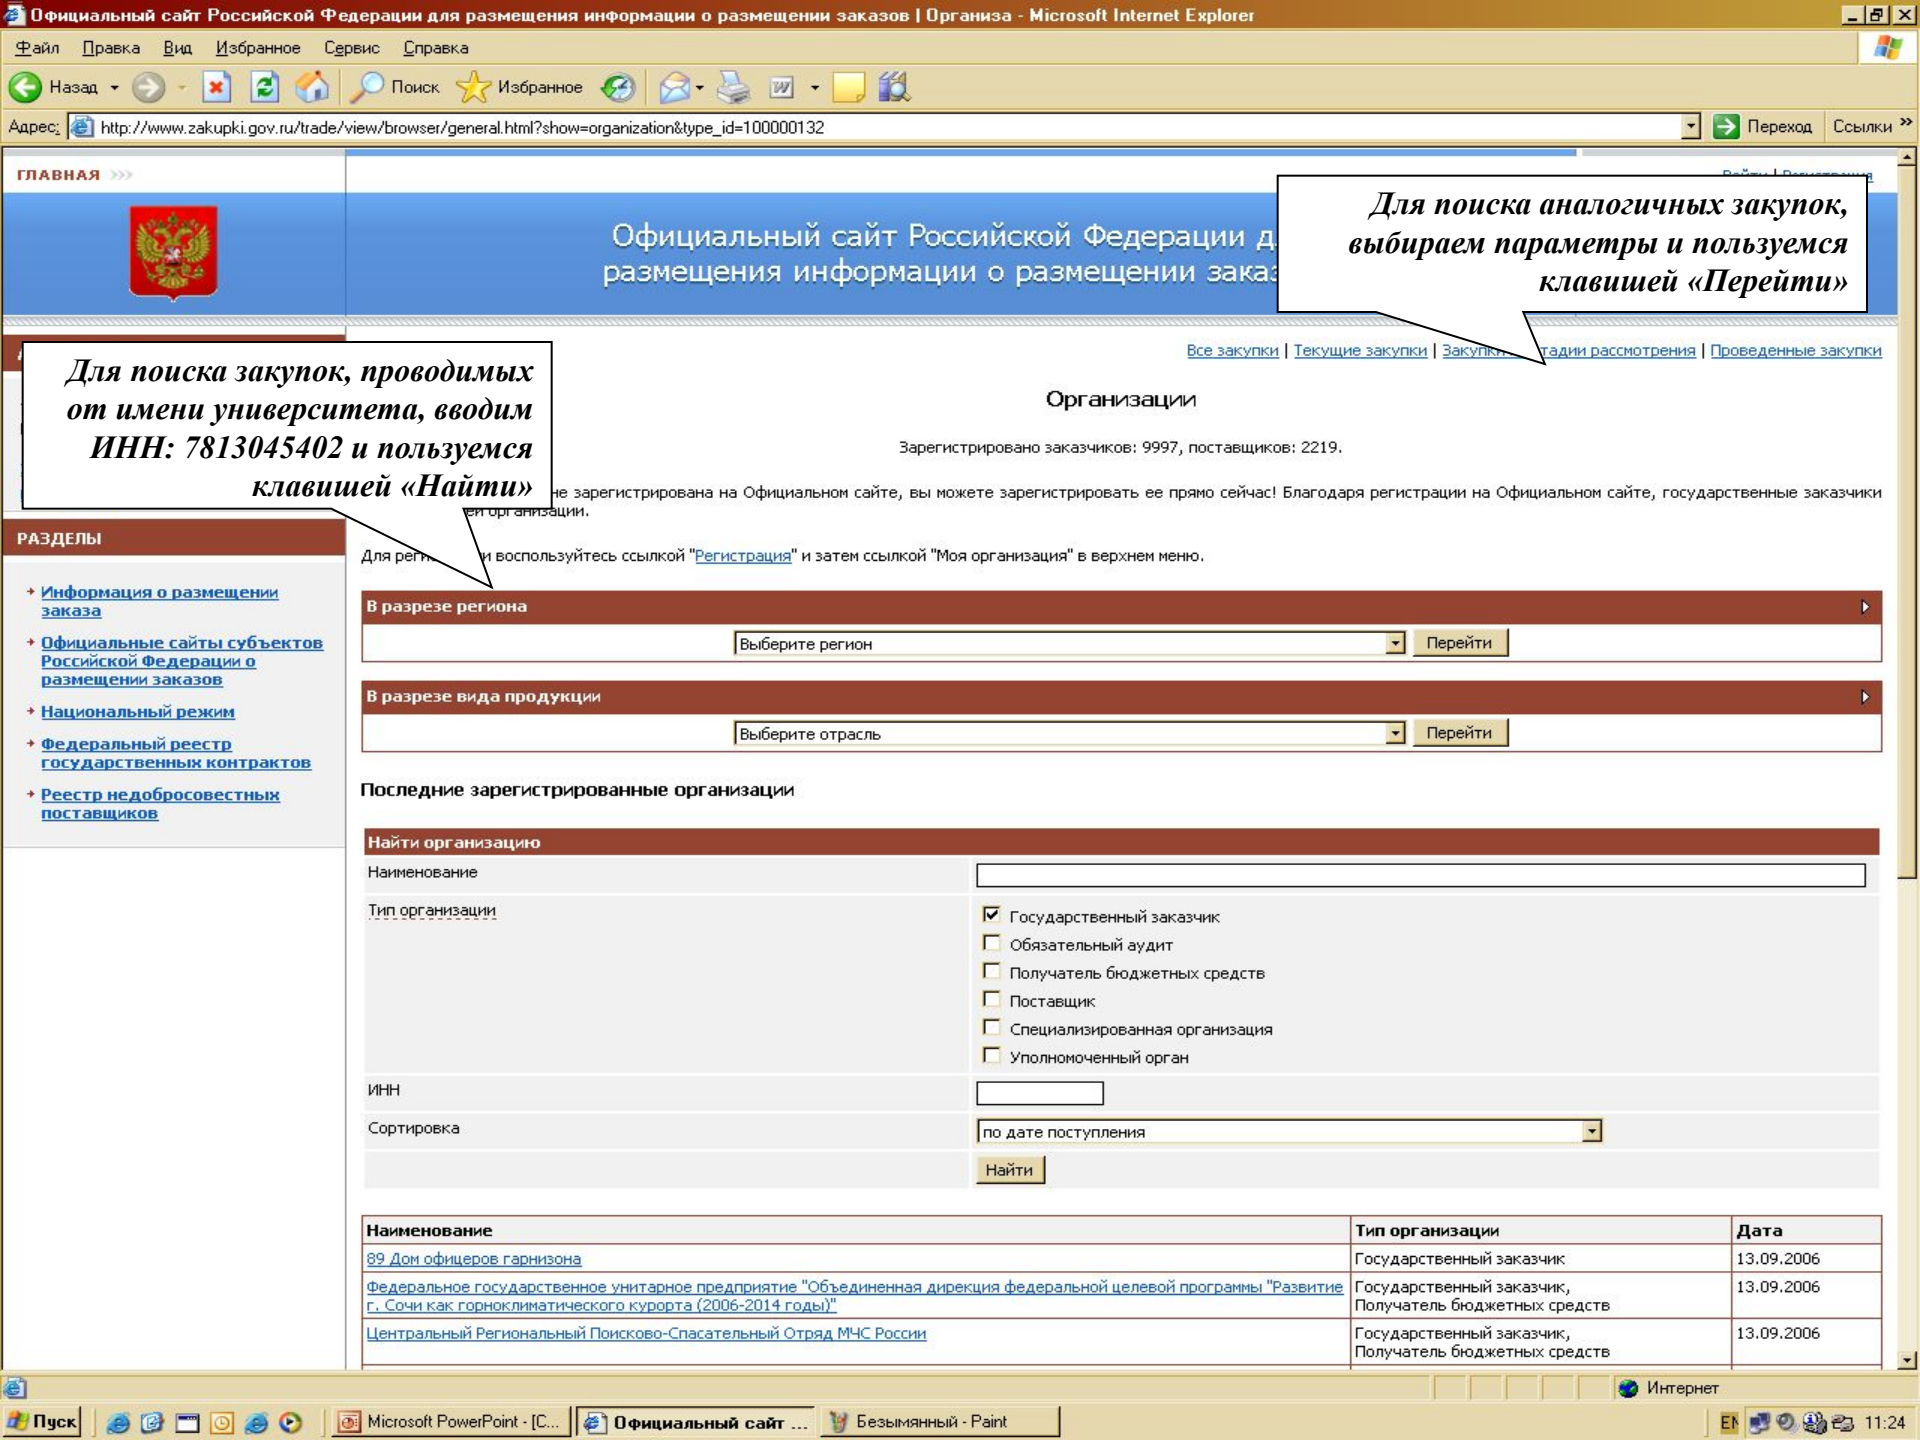 Официальный сайт Российской Федерации для размещения информации о размещении заказов | Организа - Microsoft Internet Explorer
Файл Правка Вид Избранное Сервис Справка
Назад Поиск Избранное
Адрес: http://www.zakupki.gov.ru/trade/view/browser/general.html?show=organization&type_id=100000132 Переход Ссылки »
ГЛАВНАЯ >>>
Войти | Регистрация
Официальный сайт Российской Федерации
размещения информации о размещении
Для поиска аналогичных закупок,
выбираем параметры и пользуемся
клавишей «Перейти»
Все закупки | Текущие закупки | Закупки стадии рассмотрения | Проведенные закупки
Для поиска закупок, проводимых
от имени университета, вводим
ИНН: 7813045402 и пользуемся
клавишей «Найти»
Организации
Зарегистрировано заказчиков: 9997, поставщиков: 2219.
не зарегистрирована на Официальном сайте, вы можете зарегистрировать ее прямо сейчас! Благодаря регистрации на Официальном сайте, государственные заказчики
организации.
Для воспользуйтесь ссылкой "Регистрация" и затем ссылкой "Моя организация" в верхнем меню.
РАЗДЕЛЫ
Информация о размещении
заказа
Официальные сайты субъектов
Российской Федерации о
размещении заказов
Национальный режим
Федеральный реестр
государственных контрактов
Реестр недобросовестных
поставщиков
В разрезе региона
Выберите регион Перейти
В разрезе вида продукции
Выберите отрасль Перейти
Последние зарегистрированные организации
Найти организацию
Наименование
Тип организации
Государственный заказчик
Обязательный аудит
Получатель бюджетных средств
Поставщик
Специализированная организация
Уполномоченный орган
ИНН
Сортировка по дате поступления
Найти
Наименование Тип организации Дата
89 Дом офицеров гарнизона Государственный заказчик 13.09.2006
Федеральное государственное унитарное предприятие "Объединенная дирекция федеральной целевой программы "Развитие
г. Сочи как горноклиматического курорта (2006-2014 годы)"
Государственный заказчик,
Получатель бюджетных средств
13.09.2006
Центральный Региональный Поисково-Спасательный Отряд МЧС России
Государственный заказчик,
Получатель бюджетных средств
13.09.2006
Интернет
Пуск Microsoft PowerPoint - [С... Официальный сайт ... Безымянный - Paint EN 11:24